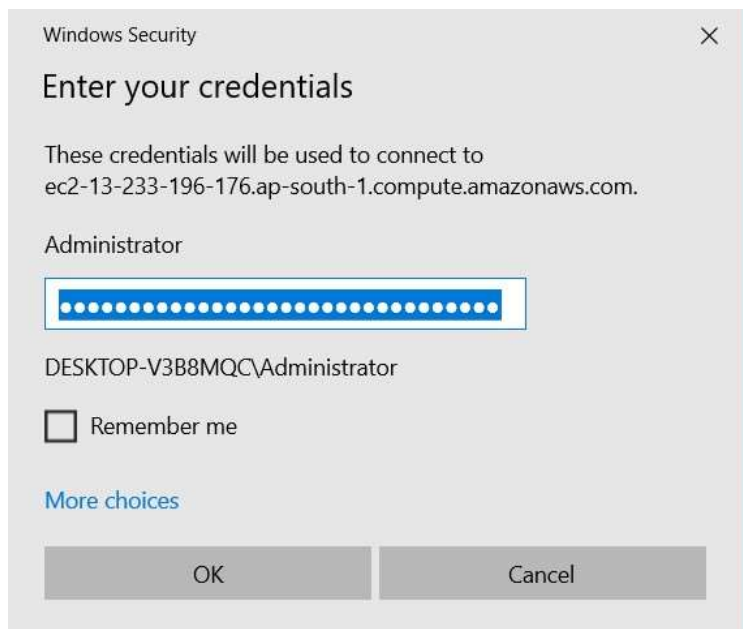 Windows Security
Enter your credentials
These credentials will be used to connect to
ec2-13-233-196-176.ap-south-1.compute.amazonaws.com.
Administrator
••••••••••••••••••••••••••••••••
DESKTOP-V3B8MQC\Administrator
Remember me
More choices
OK
Cancel